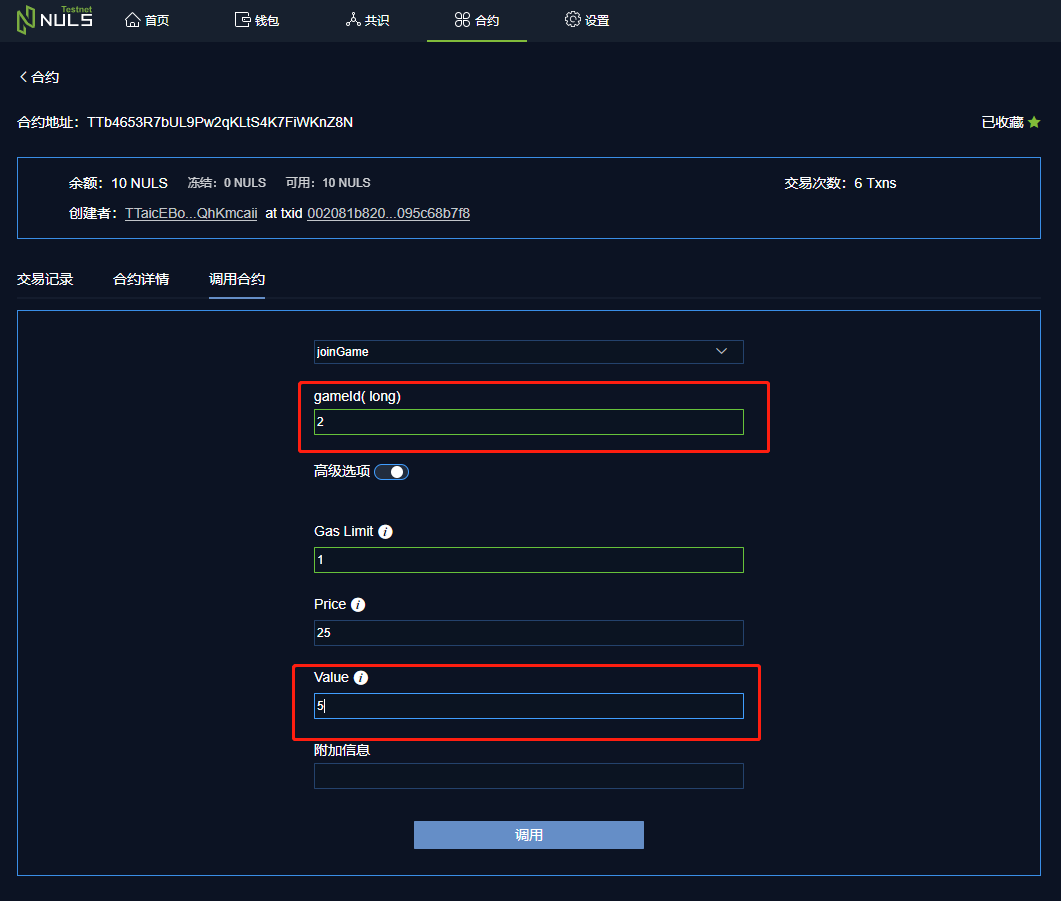 Testnet
NULS 首页 钱包 共识 合约 设置
合约
合约地址：TTb4653R7bUL9Pw2qKLtS4K7FiWKnZ8N 已收藏
余额：10 NULS 冻结：0 NULS 可用：10 NULS 交易次数：6 Txns
创建者：TTaicEBo...QhKmcaii at txid 002081b820...095c68b7f8
交易记录 合约详情 调用合约
joinGame
gameId( long)
2
高级选项
Gas Limit i
1
Price i
25
Value i
5
附加信息
调用